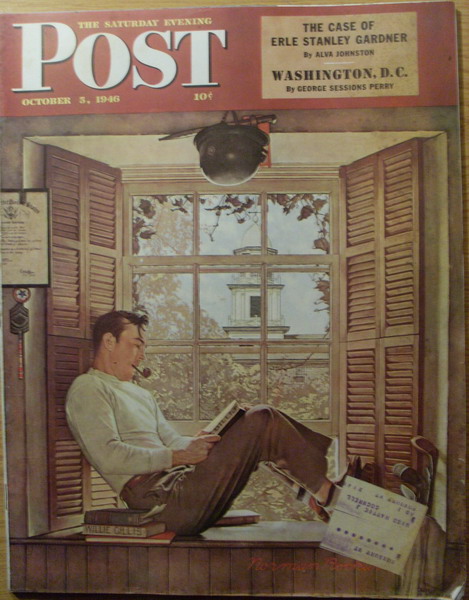 THE SATURDAY EVENING
POST
OCTOBER 5, 1946
10¢
THE CASE OF
ERLE STANLEY GARDNER
By ALVA JOHNSTON
WASHINGTON, D.C.
By GEORGE SESSIONS PERRY
WILLIE GILLIS
Norman